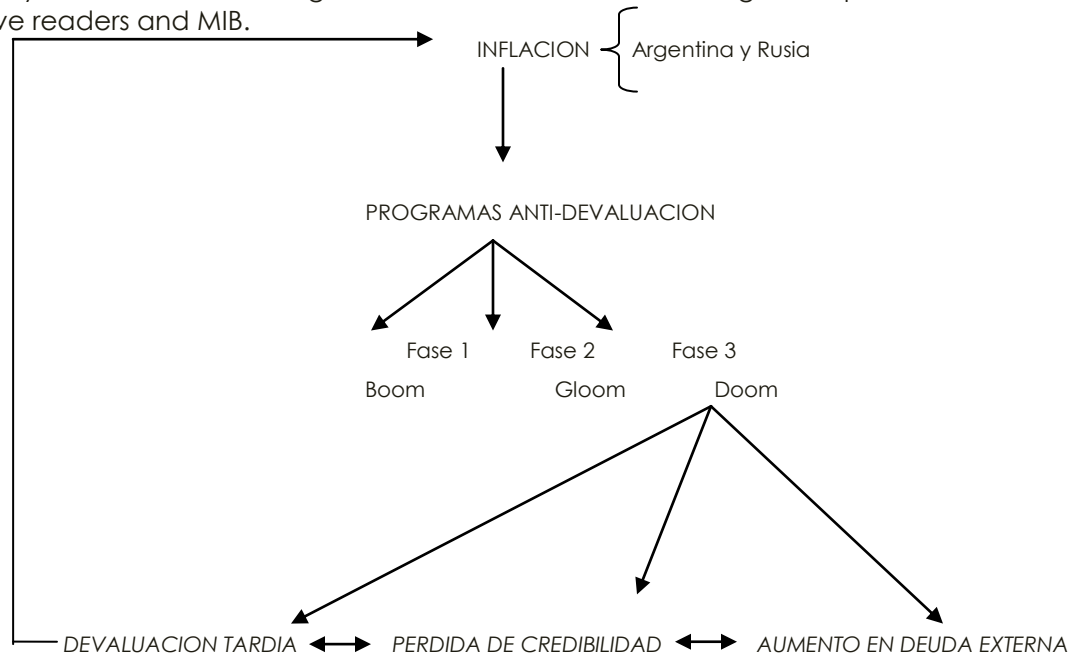 ve readers and MIB.
INFLACION Argentina y Rusia
PROGRAMAS ANTI-DEVALUACION
Fase 1 Fase 2 Fase 3
Boom Gloom Doom
DEVALUACION TARDIA PERDIDA DE CREDIBILIDAD AUMENTO EN DEUDA EXTERNA